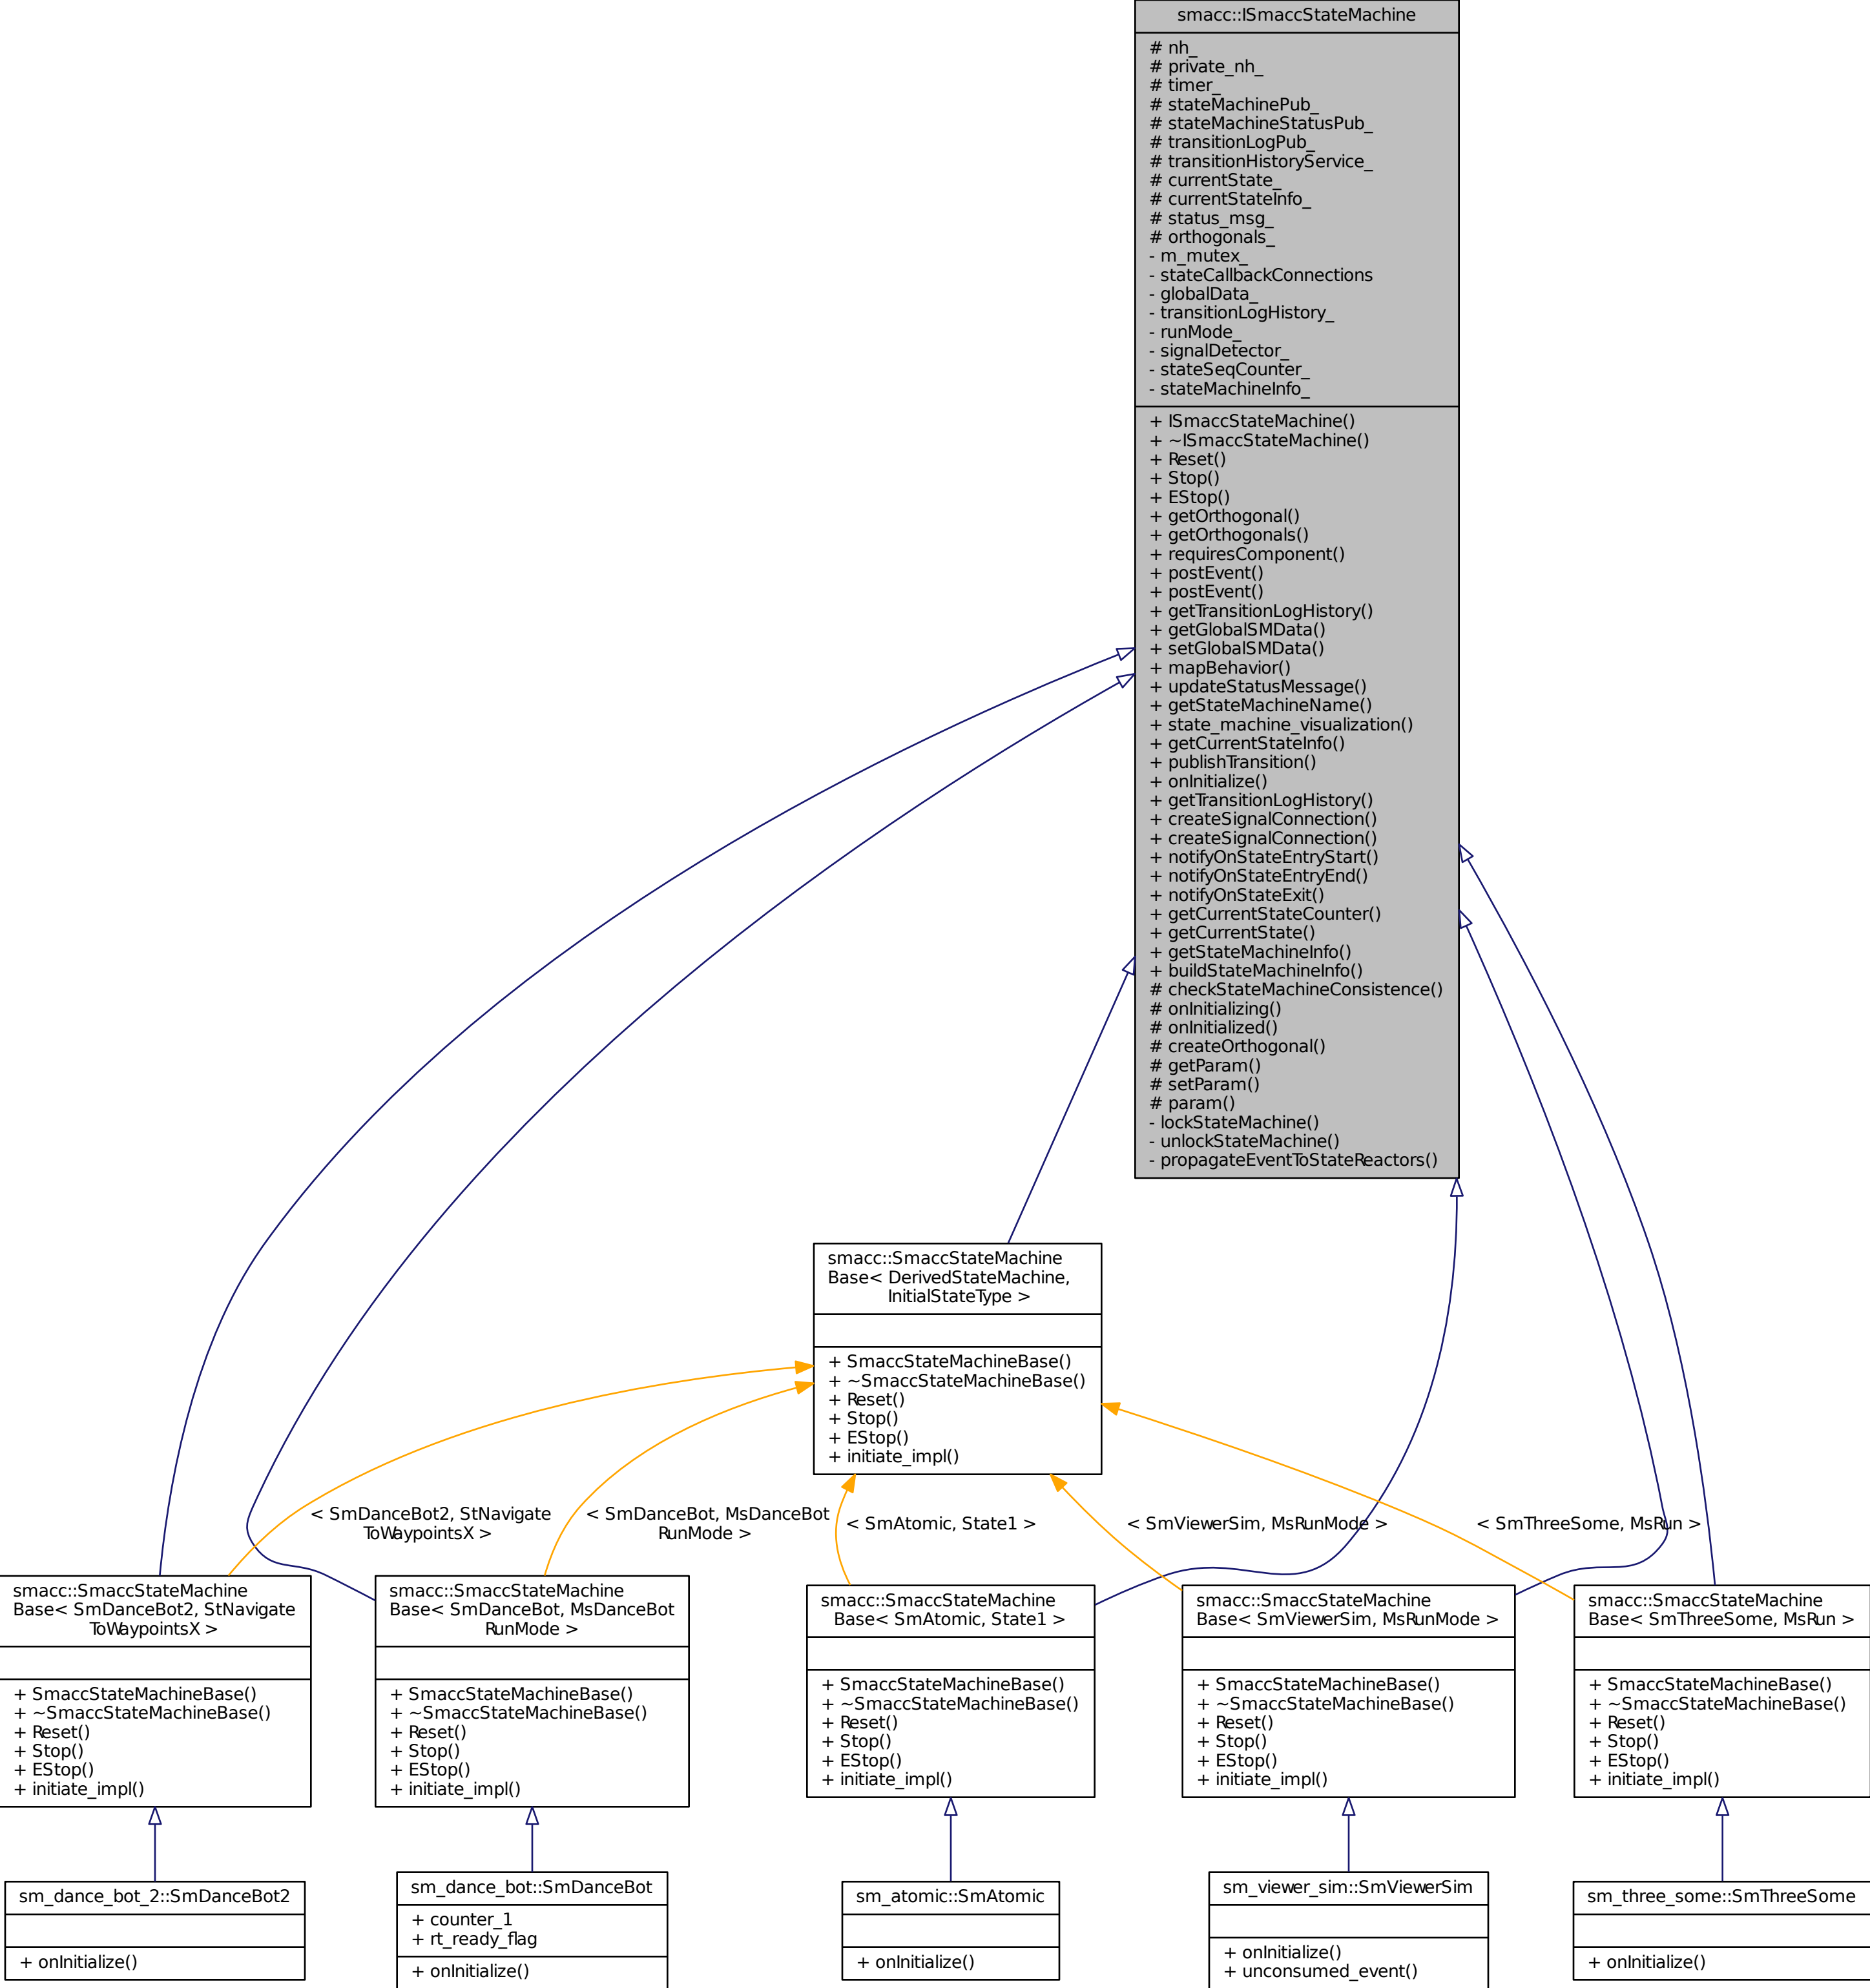 smacc::ISmaccStateMachine
# nh_
# private_nh_
# timer_
# stateMachinePub_
# stateMachineStatusPub_
# transitionLogPub_
# transitionHistoryService_
# currentState_
# currentStateInfo_
# status_msg_
# orthogonals_
- m_mutex_
- stateCallbackConnections
- globalData_
- transitionLogHistory_
- runMode_
- signalDetector_
- stateSeqCounter_
- stateMachineInfo_
+ ISmaccStateMachine()
+ ~ISmaccStateMachine()
+ Reset()
+ Stop()
+ EStop()
+ getOrthogonal()
+ getOrthogonals()
+ requiresComponent()
+ postEvent()
+ postEvent()
+ getTransitionLogHistory()
+ getGlobalSMData()
+ setGlobalSMData()
+ mapBehavior()
+ updateStatusMessage()
+ getStateMachineName()
+ state_machine_visualization()
+ getCurrentStateInfo()
+ publishTransition()
+ onInitialize()
+ getTransitionLogHistory()
+ createSignalConnection()
+ createSignalConnection()
+ notifyOnStateEntryStart()
+ notifyOnStateEntryEnd()
+ notifyOnStateExit()
+ getCurrentStateCounter()
+ getCurrentState()
+ getStateMachineInfo()
+ buildStateMachineInfo()
# checkStateMachineConsistence()
# onInitializing()
# onInitialized()
# createOrthogonal()
# getParam()
# setParam()
# param()
- lockStateMachine()
- unlockStateMachine()
- propagateEventToStateReactors()
smacc::SmaccStateMachine
Base< DerivedStateMachine,
InitialStateType >
+ SmaccStateMachineBase()
+ ~SmaccStateMachineBase()
+ Reset()
+ Stop()
+ EStop()
+ initiate_impl()
< SmDanceBot2, StNavigate
ToWaypointsX >
< SmDanceBot, MsDanceBot
RunMode >
< SmAtomic, State1 >
< SmViewerSim, MsRunMode >
< SmThreeSome, MsRun >
smacc::SmaccStateMachine
Base< SmDanceBot2, StNavigate
ToWaypointsX >
+ SmaccStateMachineBase()
+ ~SmaccStateMachineBase()
+ Reset()
+ Stop()
+ EStop()
+ initiate_impl()
smacc::SmaccStateMachine
Base< SmDanceBot, MsDanceBot
RunMode >
+ SmaccStateMachineBase()
+ ~SmaccStateMachineBase()
+ Reset()
+ Stop()
+ EStop()
+ initiate_impl()
smacc::SmaccStateMachine
Base< SmAtomic, State1 >
+ SmaccStateMachineBase()
+ ~SmaccStateMachineBase()
+ Reset()
+ Stop()
+ EStop()
+ initiate_impl()
smacc::SmaccStateMachine
Base< SmViewerSim, MsRunMode >
+ SmaccStateMachineBase()
+ ~SmaccStateMachineBase()
+ Reset()
+ Stop()
+ EStop()
+ initiate_impl()
smacc::SmaccStateMachine
Base< SmThreeSome, MsRun >
+ SmaccStateMachineBase()
+ ~SmaccStateMachineBase()
+ Reset()
+ Stop()
+ EStop()
+ initiate_impl()
sm_dance_bot_2::SmDanceBot2
+ onInitialize()
sm_dance_bot::SmDanceBot
+ counter_1
+ rt_ready_flag
+ onInitialize()
sm_atomic::SmAtomic
+ onInitialize()
sm_viewer_sim::SmViewerSim
+ onInitialize()
+ unconsumed_event()
sm_three_some::SmThreeSome
+ onInitialize()